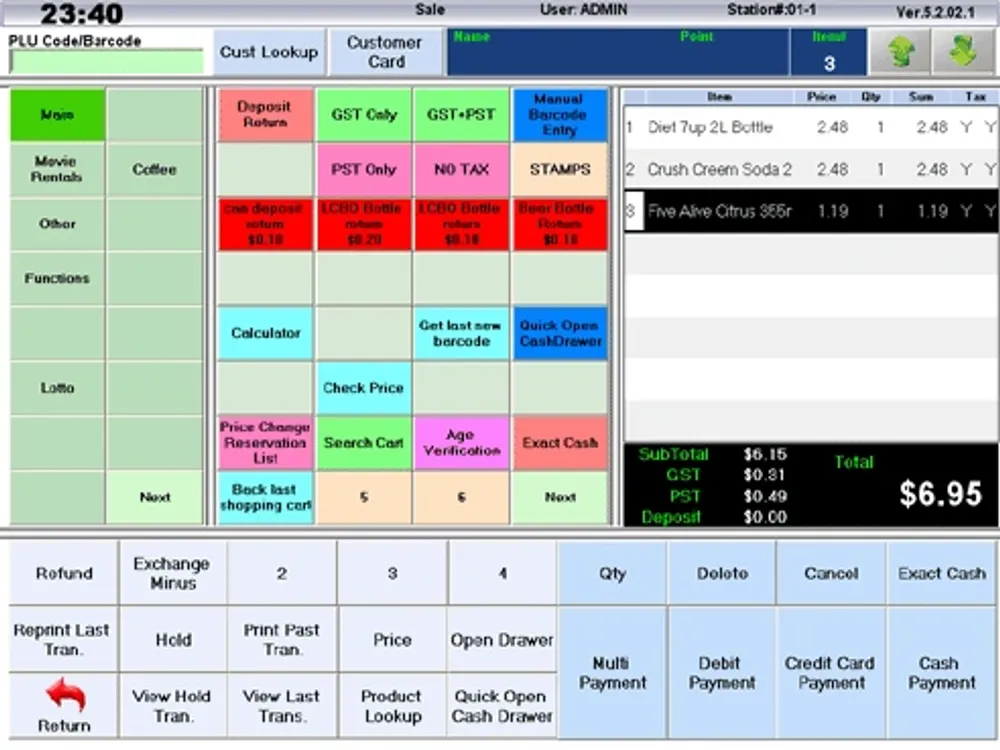 23:40
Sale
User: ADMIN
Station#:01-1
Ver.5.2.02.1
PLU Code/Barcode
Cust Lookup
Customer
Card
Name
Point
Item#
3
Main
Movie
Rentals
Coffee
Other
Functions
Lotto
Next
Deposit
Return
GST Only
GST+PST
Manual
Barcode
Entry
PST Only
NO TAX
STAMPS
can deposit
return
$0.10
LCBO Bottle
return
$0.20
LCBO Bottle
return
$0.10
Beer Bottle
Return
$0.10
Calculator
Get last new
barcode
Quick Open
CashDrawer
Check Price
Price Change
Reservation
List
Search Cart
Age
Verification
Exact Cash
Back last
shopping cart
5
6
Next
Item Price Qty Sum Tax
1 Diet 7up 2L Bottle 2.48 1 2.48 Y Y
2 Crush Creem Soda 2 2.48 1 2.48 Y Y
3 Five Alive Citrus 355r 1.19 1 1.19 Y Y
SubTotal $6.15
GST $0.31
PST $0.49
Deposit $0.00
Total
$6.95
Refund
Exchange
Minus
2
3
4
Qty
Delete
Cancel
Exact Cash
Reprint Last
Tran.
Hold
Print Past
Tran.
Price
Open Drawer
Multi
Payment
Debit
Payment
Credit Card
Payment
Cash
Payment
Return
View Hold
Tran.
View Last
Trans.
Product
Lookup
Quick Open
Cash Drawer